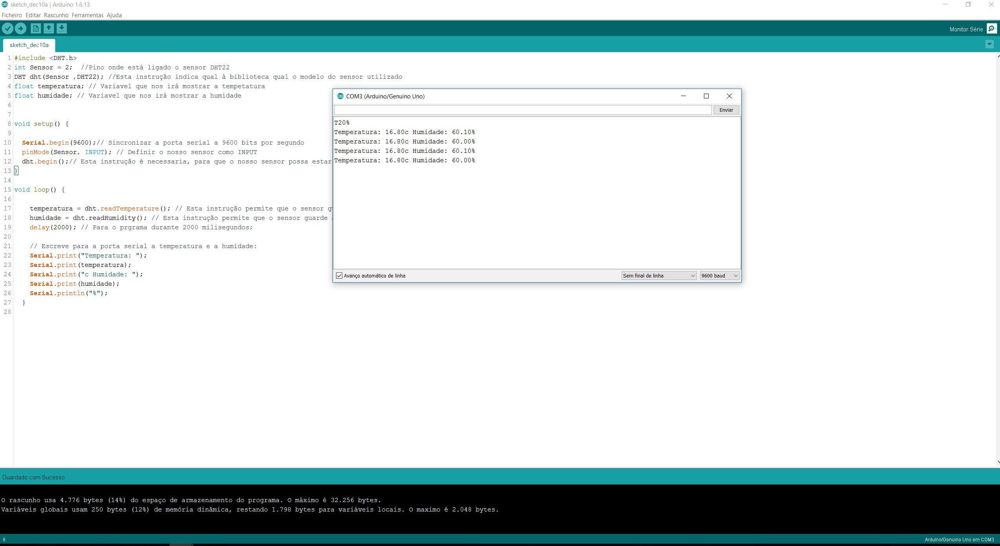 sketch_dec10a | Arduino 1.6.13
Ficheiro Editar Rascunho Ferramentas Ajuda
Monitor Série
sketch_dec10a
1 #include <DHT.h>
2 int Sensor = 2;  //Pino onde está ligado o sensor DHT22
3 DHT dht(Sensor ,DHT22); //Esta instrução indica qual à biblioteca qual o modelo do sensor utilizado
4 float temperatura; // Variavel que nos irá mostrar a tempetatura
5 float humidade; // Variavel que nos irá mostrar a humidade
6
7
8 void setup() {
9
10   Serial.begin(9600);// Sincronizar a porta serial a 9600 bits por segundo
11   pinMode(Sensor, INPUT); // Definir o nosso sensor como INPUT
12   dht.begin();// Esta instrução é necessaria, para que o nosso sensor possa estar
13 }
14
15 void loop() {
16
17     temperatura = dht.readTemperature(); // Esta instrução permite que o sensor
18     humidade = dht.readHumidity(); // Esta instrução permite que o sensor guarde
19     delay(2000); // Para o prgrama durante 2000 milisegundos;
20
21     // Escreve para a porta serial a temperatura e a humidade:
22     Serial.print("Temperatura: ");
23     Serial.print(temperatura);
24     Serial.print("c Humidade: ");
25     Serial.print(humidade);
26     Serial.println("%");
27   }
28
COM3 (Arduino/Genuino Uno)
Enviar
T20%
Temperatura: 16.80c Humidade: 60.10%
Temperatura: 16.80c Humidade: 60.00%
Temperatura: 16.80c Humidade: 60.10%
Temperatura: 16.80c Humidade: 60.00%
Avanço automático de linha
Sem final de linha
9600 baud
Guardado com Sucesso.
O rascunho usa 4.776 bytes (14%) do espaço de armazenamento do programa. O máximo é 32.256 bytes.
Variáveis globais usam 250 bytes (12%) de memória dinâmica, restando 1.798 bytes para variáveis locais. O maximo é 2.048 bytes.
8
Arduino/Genuino Uno em COM3